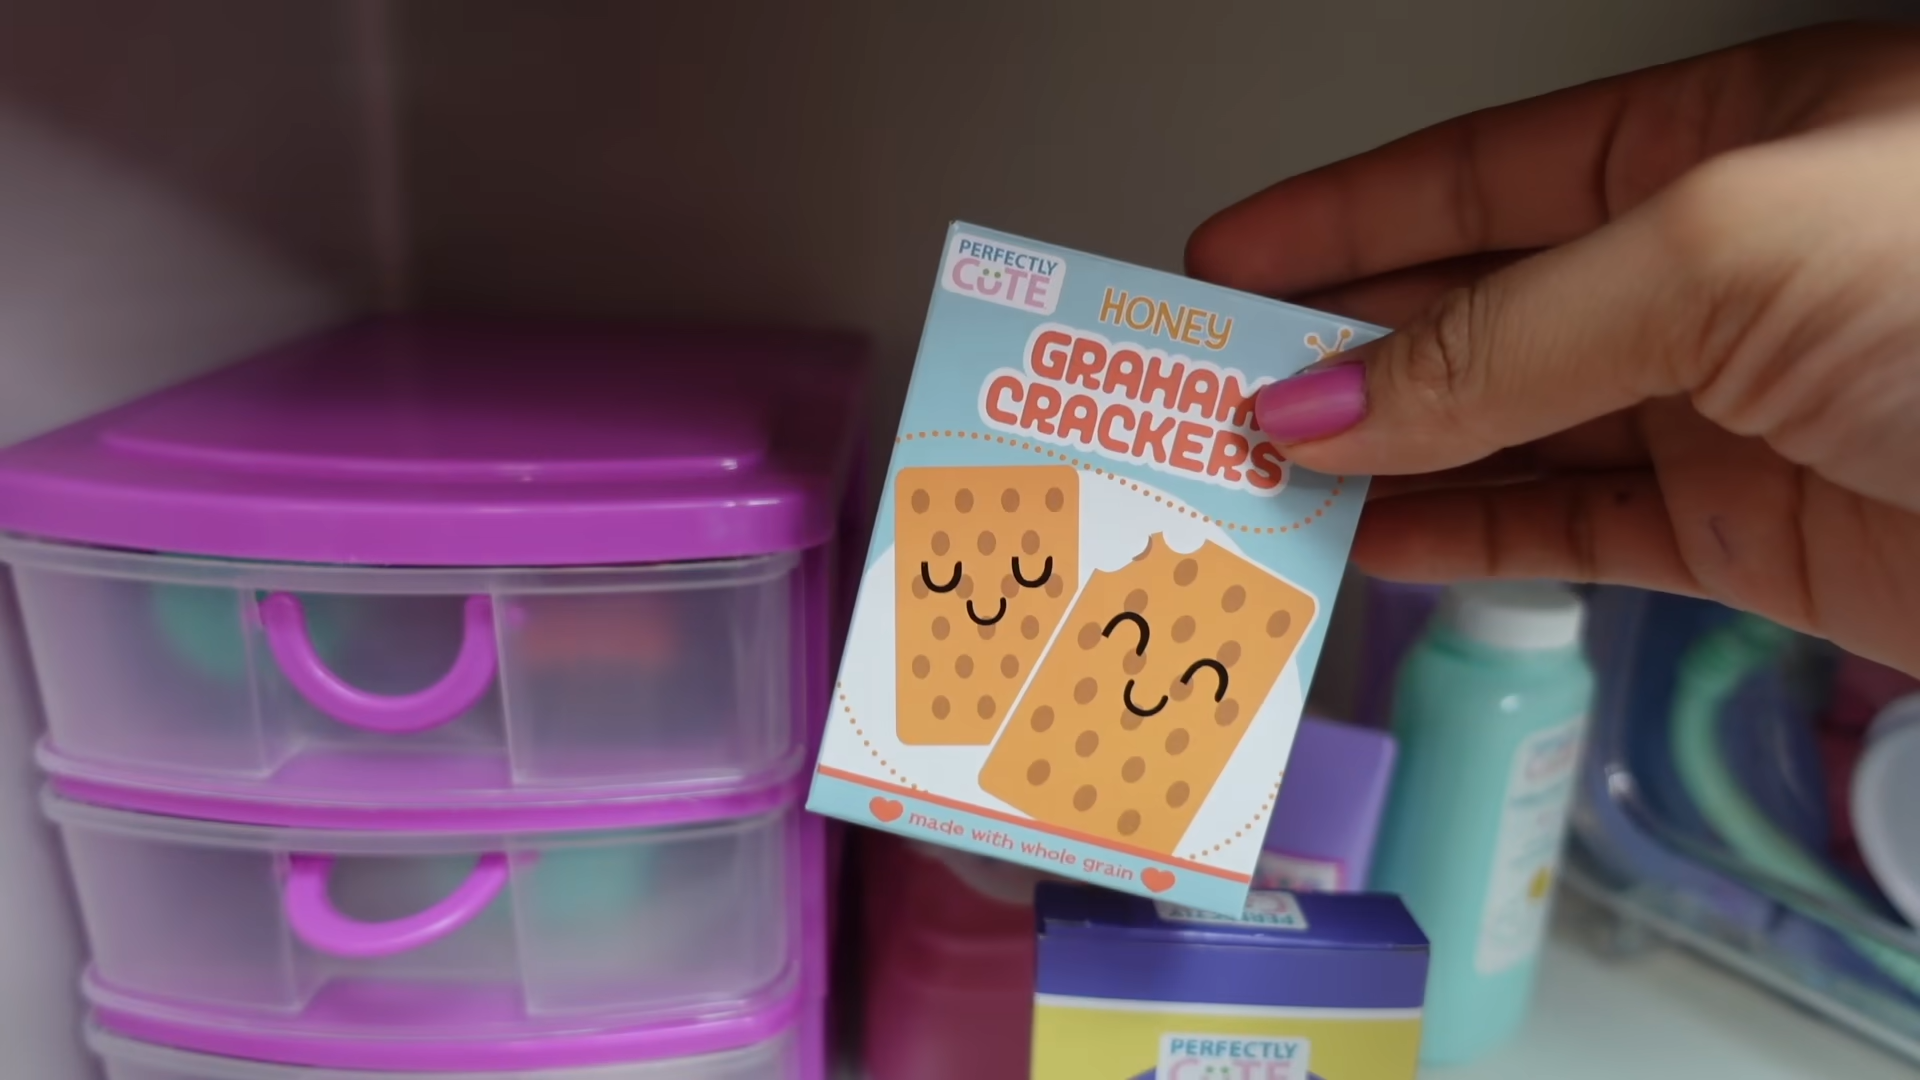 PERFECTLY
CUTE
HONEY
GRAHAM
CRACKERS
made with whole grain
PERFECTLY
CUTE